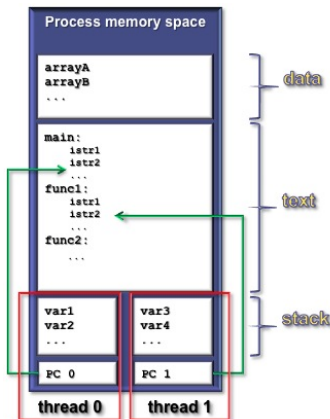 Process memory space
arrayA
arrayB
...
data
main:
istr1
istr2
...
func1:
istr1
istr2
...
func2:
...
text
var1
var2
...
var3
var4
...
stack
PC 0
PC 1
thread 0
thread 1